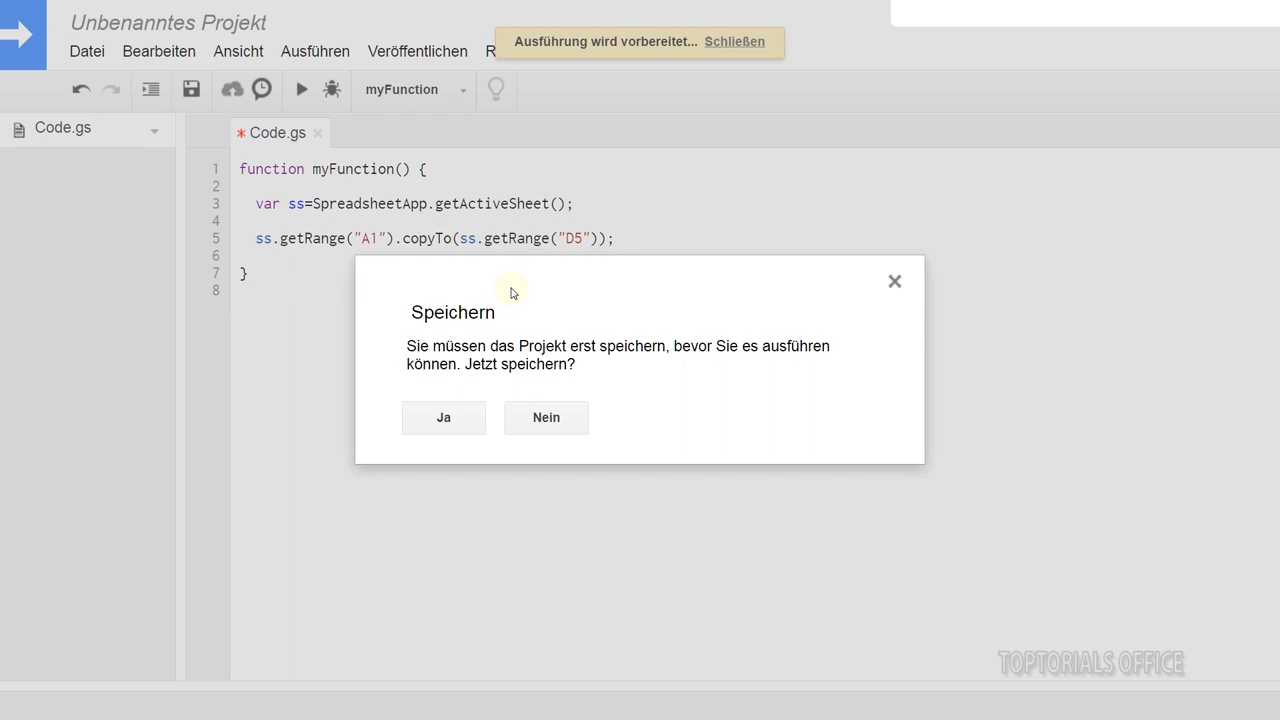 Unbenanntes Projekt
Datei Bearbeiten Ansicht Ausführen Veröffentlichen R
Ausführung wird vorbereitet... Schließen
myFunction
Code.gs
* Code.gs ×
1 function myFunction() {
2
3 var ss=SpreadsheetApp.getActiveSheet();
4
5 ss.getRange("A1").copyTo(ss.getRange("D5"));
6
7 }
8
Speichern
Sie müssen das Projekt erst speichern, bevor Sie es ausführen
können. Jetzt speichern?
Ja Nein
TOPTORIALS OFFICE